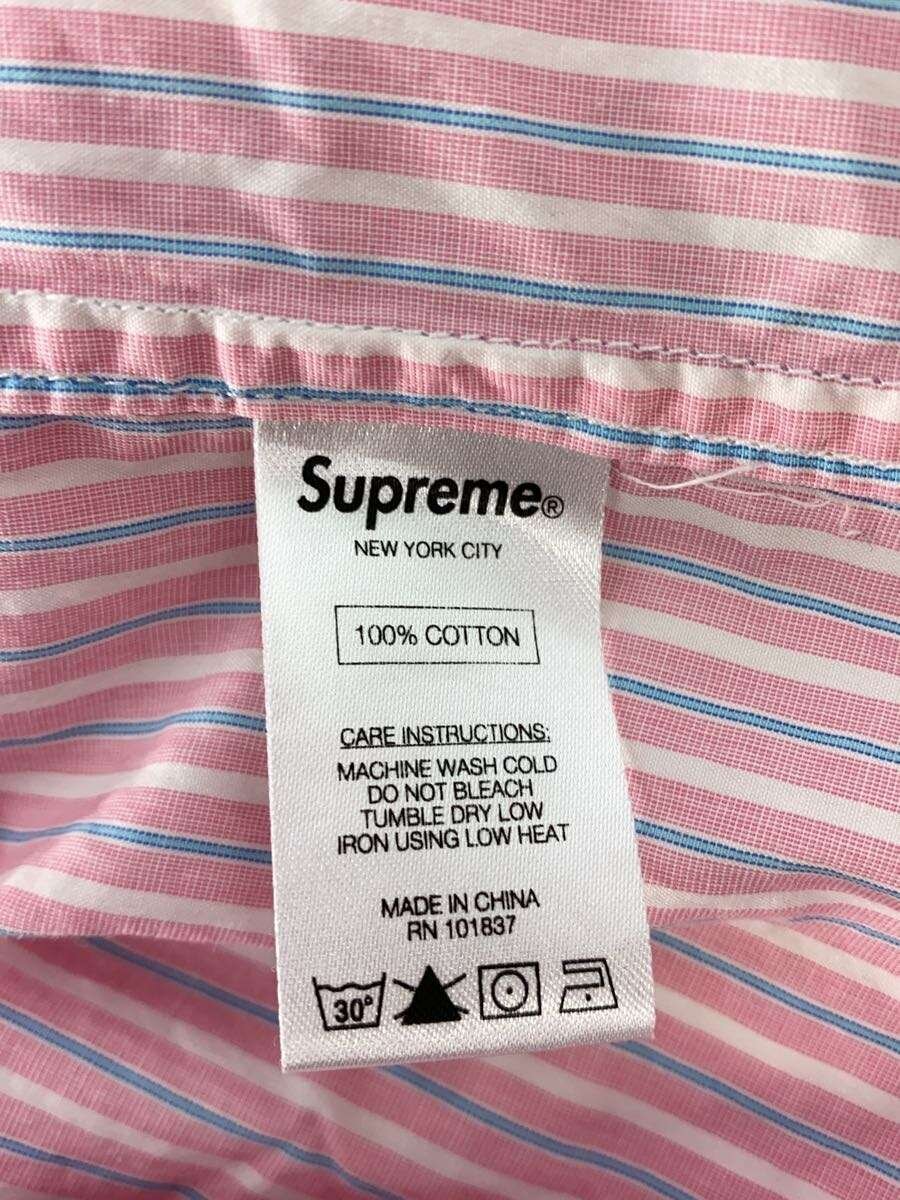 Supreme®
NEW YORK CITY
100% COTTON
CARE INSTRUCTIONS:
MACHINE WASH COLD
DO NOT BLEACH
TUMBLE DRY LOW
IRON USING LOW HEAT
MADE IN CHINA
RN 101837
30°